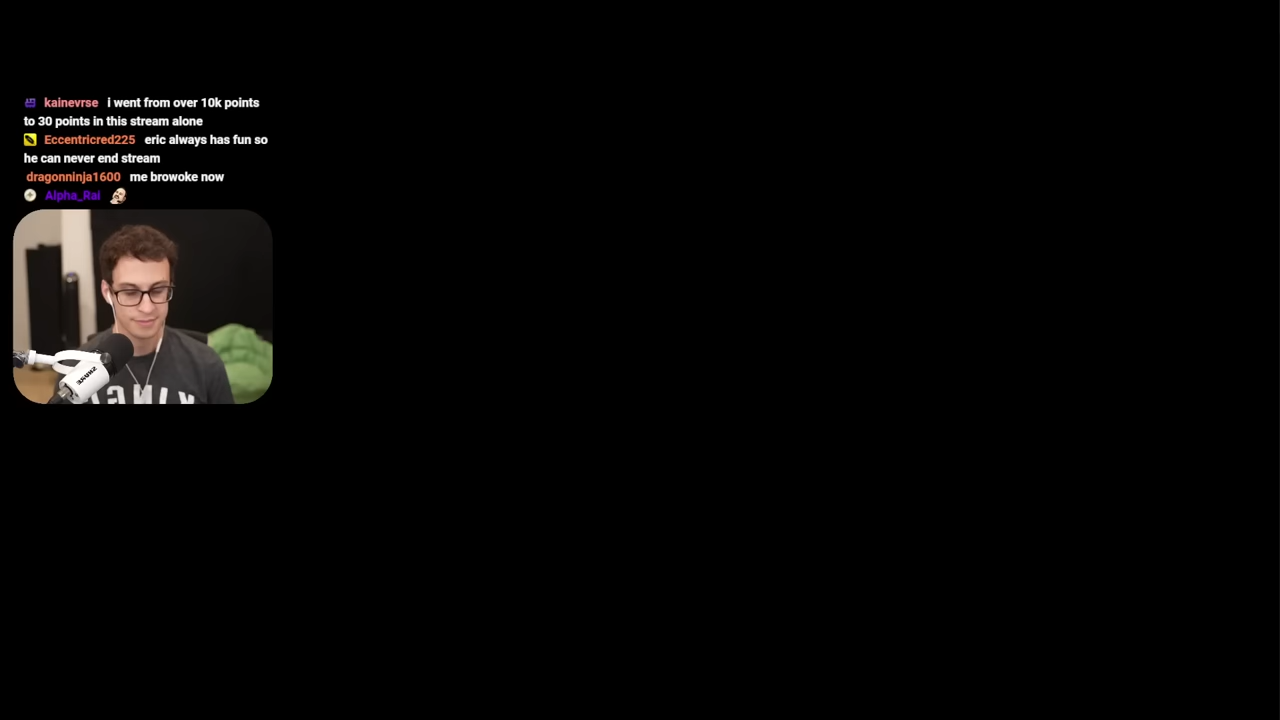 kainevrse i went from over 10k points
to 30 points in this stream alone
Eccentricred225 eric always has fun so
he can never end stream
dragonninja1600 me browoke now
Alpha_Rai
SHURE